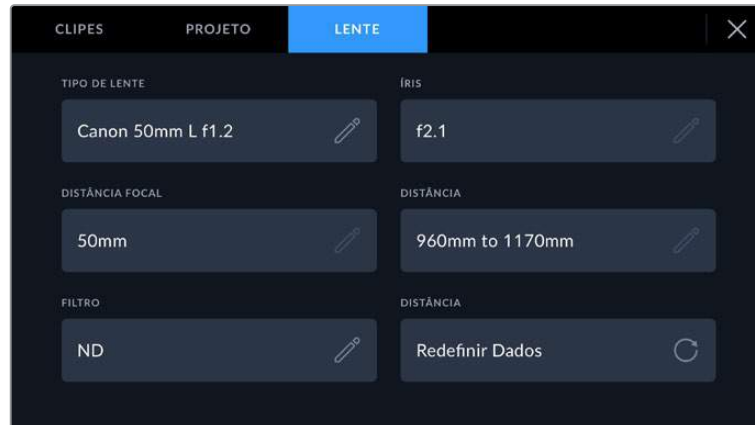 CLIPES PROJETO LENTE
TIPO DE LENTE ÍRIS
Canon 50mm L f1.2 f2.1
DISTÂNCIA FOCAL DISTÂNCIA
50mm 960mm to 1170mm
FILTRO DISTÂNCIA
ND Redefinir Dados